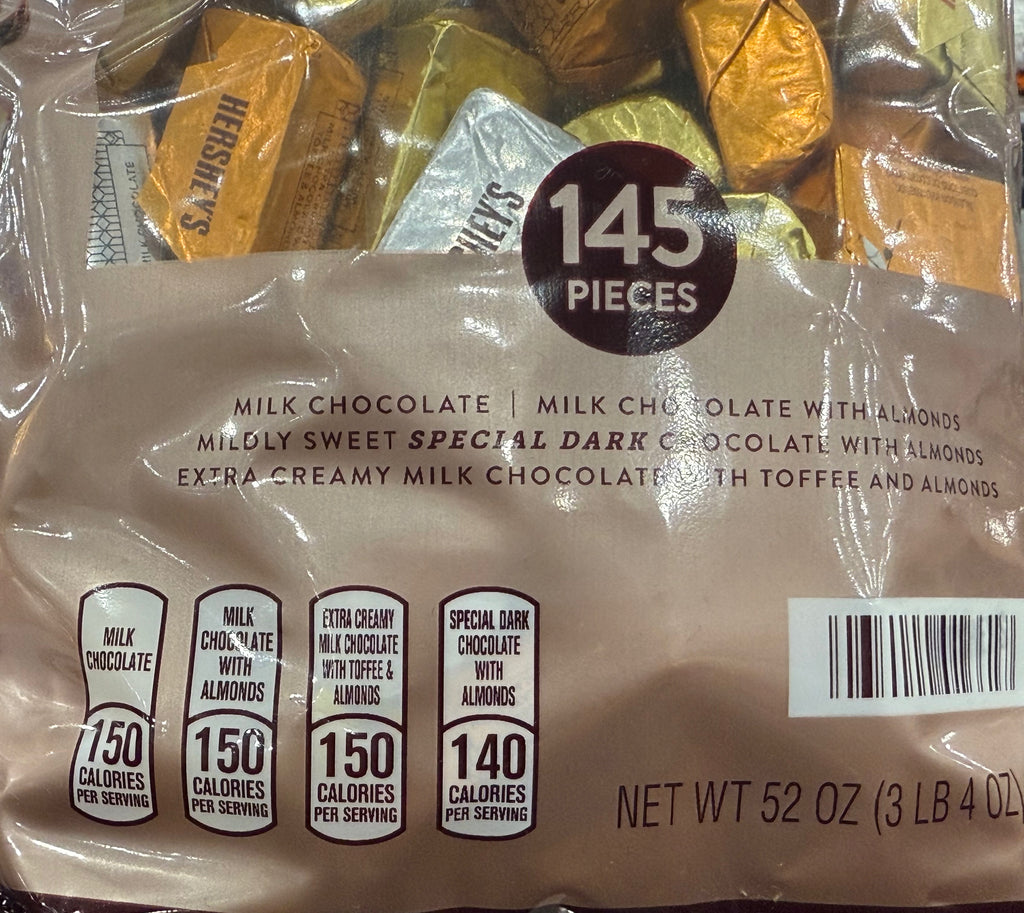 HERSHEY'S
145
PIECES
MILK CHOCOLATE | MILK CHOCOLATE WITH ALMONDS
MILDLY SWEET SPECIAL DARK CHOCOLATE WITH ALMONDS
EXTRA CREAMY MILK CHOCOLATE WITH TOFFEE AND ALMONDS
MILK
CHOCOLATE
150
CALORIES
PER SERVING
MILK
CHOCOLATE
WITH
ALMONDS
150
CALORIES
PER SERVING
EXTRA CREAMY
MILK CHOCOLATE
WITH TOFFEE &
ALMONDS
150
CALORIES
PER SERVING
SPECIAL DARK
CHOCOLATE
WITH
ALMONDS
140
CALORIES
PER SERVING
NET WT 52 OZ (3 LB 4 OZ)